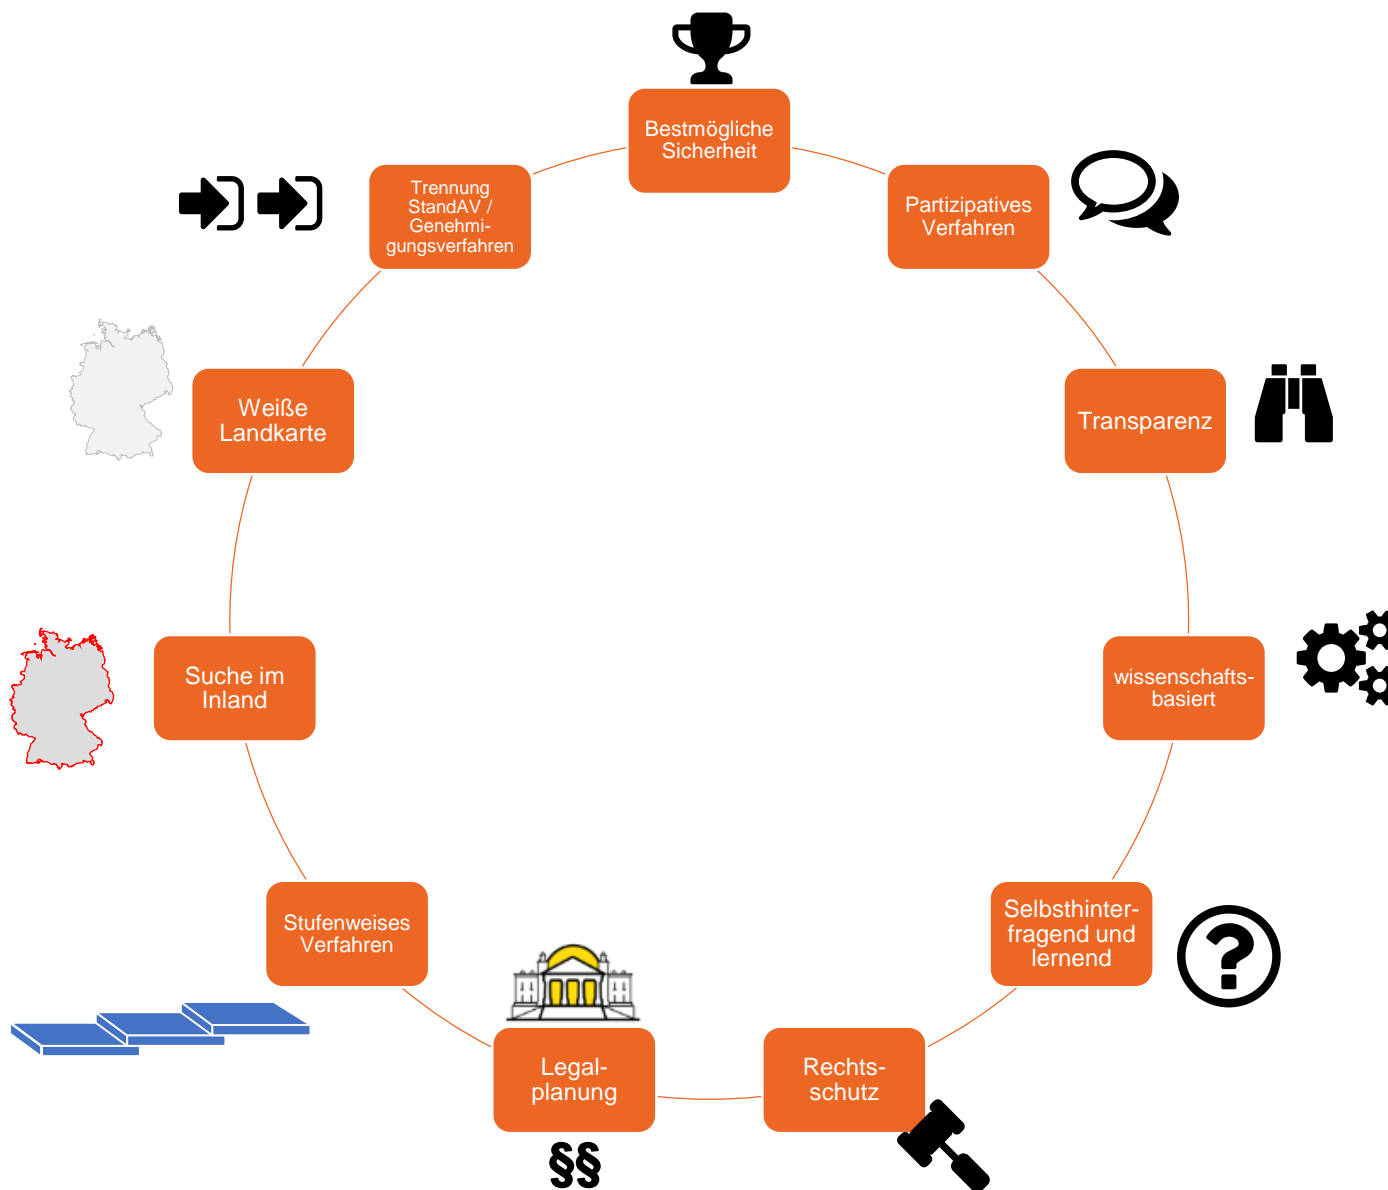 Bestmögliche
Sicherheit
Partizipatives
Verfahren
Transparenz
wissenschafts-
basiert
Selbsthinter-
fragend und
lernend
Rechts-
schutz
Legal-
planung
§§
Stufenweises
Verfahren
Suche im
Inland
Weiße
Landkarte
Trennung
StandAV /
Genehmi-
gungsverfahren
?